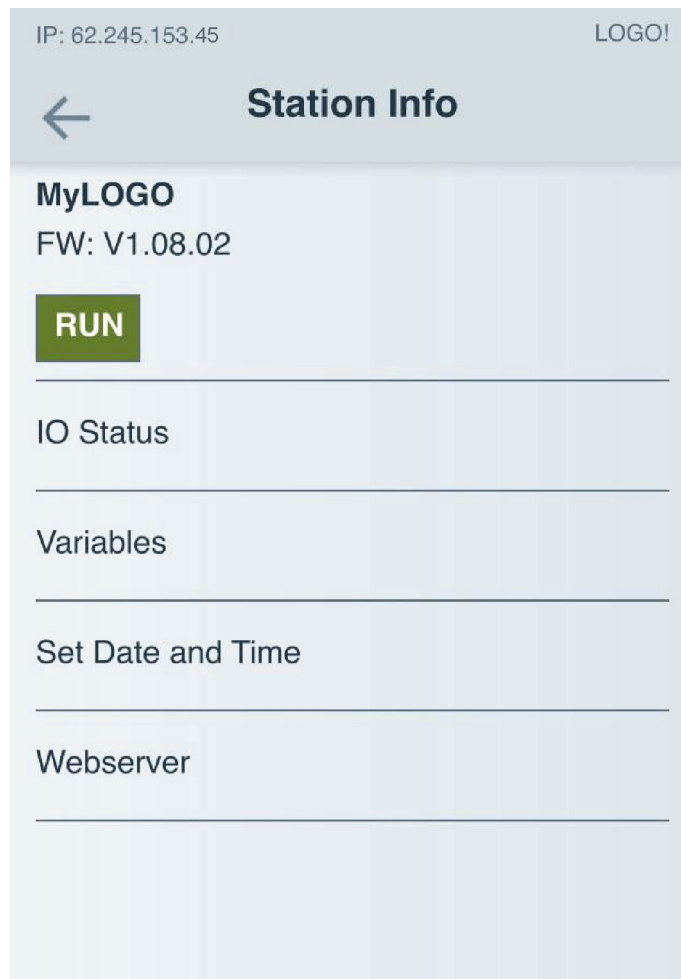 IP: 62.245.153.45 LOGO!
Station Info
MyLOGO
FW: V1.08.02
RUN
IO Status
Variables
Set Date and Time
Webserver